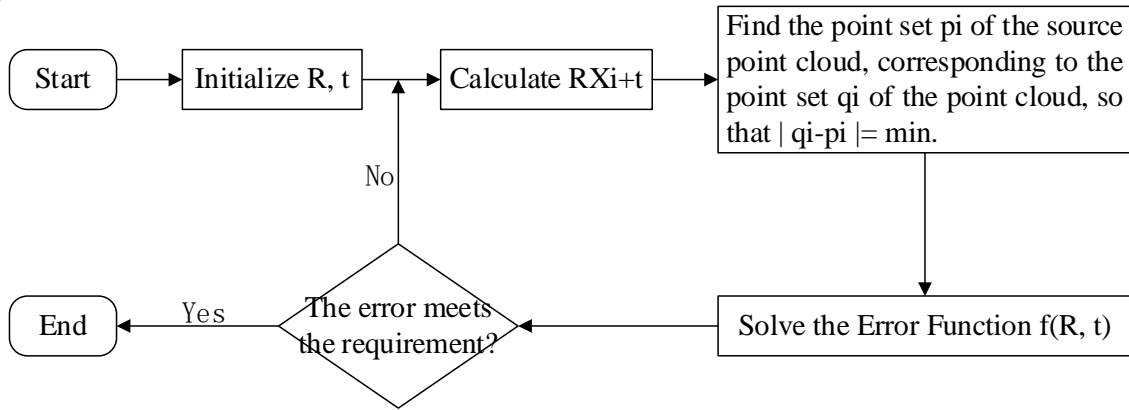 Start
Initialize R, t
Calculate RXi+t
Find the point set pi of the source
point cloud, corresponding to the
point set qi of the point cloud, so
that | qi-pi |= min.
No
End
Yes
The error meets
the requirement?
Solve the Error Function f(R, t)